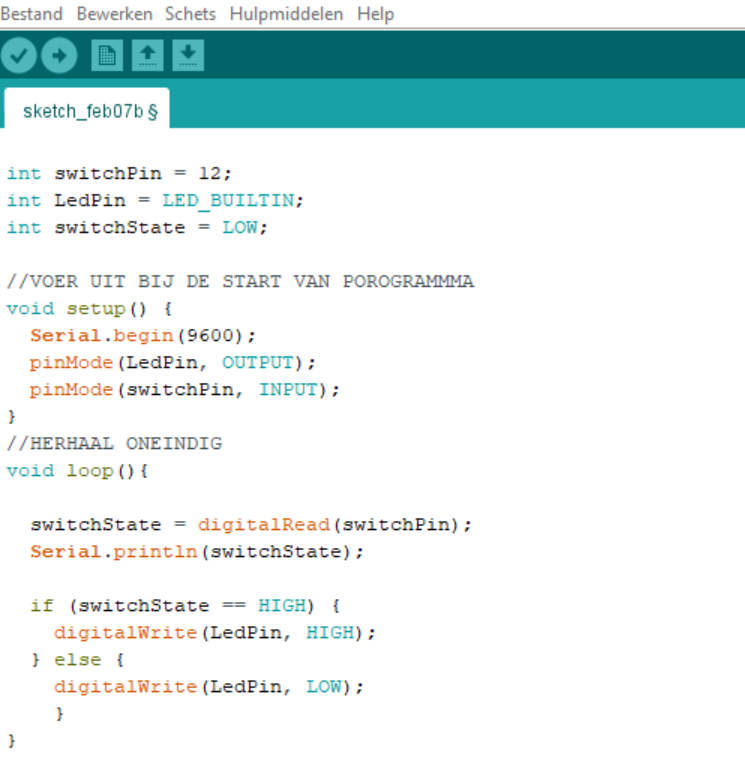 Bestand Bewerken Schets Hulpmiddelen Help
sketch_feb07b §
int switchPin = 12;
int LedPin = LED_BUILTIN;
int switchState = LOW;
//VOER UIT BIJ DE START VAN POROGRAMMMA
void setup() {
  Serial.begin(9600);
  pinMode(LedPin, OUTPUT);
  pinMode(switchPin, INPUT);
}
//HERHAAL ONEINDIG
void loop(){
  switchState = digitalRead(switchPin);
  Serial.println(switchState);
  if (switchState == HIGH) {
    digitalWrite(LedPin, HIGH);
  } else {
    digitalWrite(LedPin, LOW);
    }
}